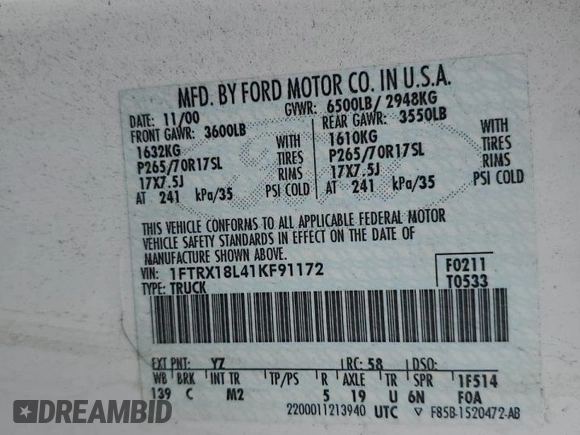 MFD. BY FORD MOTOR CO. IN U.S.A.
DATE: 11/00 GVWR: 6500LB/ 2948KG
FRONT GAWR: 3600LB REAR GAWR: 3550LB
1632KG WITH 1610KG WITH
P265/70R17SL TIRES P265/70R17SL TIRES
17X7.5J RIMS 17X7.5J RIMS
AT 241 kPa/35 PSI COLD AT 241 kPa/35 PSI COLD
THIS VEHICLE CONFORMS TO ALL APPLICABLE FEDERAL MOTOR
VEHICLE SAFETY STANDARDS IN EFFECT ON THE DATE OF
MANUFACTURE SHOWN ABOVE.
VIN: 1FTRX18L41KF91172 F0211
TYPE: TRUCK T0533
EXT PNT: YZ RC: 58 DSO:
WB BRK INT TR TP/PS R AXLE TR SPR 1F514
139 C M2 5 19 U 6N F0A
2200011213940 UTC F85B-1520472-AB
DREAMBID